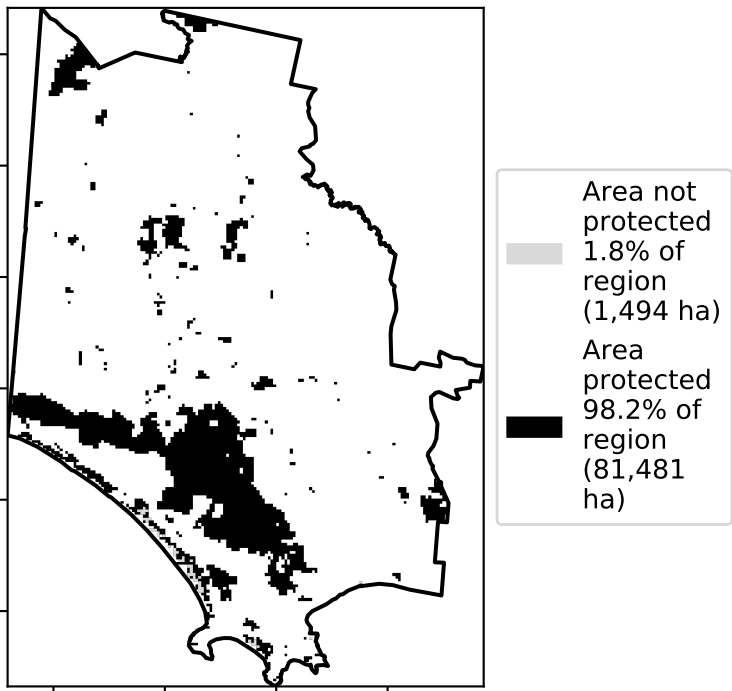 Area not
protected
1.8% of
region
(1,494 ha)
Area
protected
98.2% of
region
(81,481
ha)